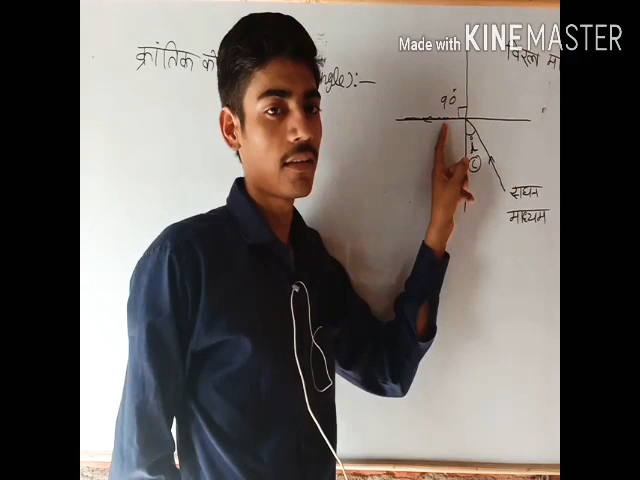 Made with KINEMASTER
क्रांतिक को ngle):-
विरल मा
90°
i
C
सघन
माध्यम